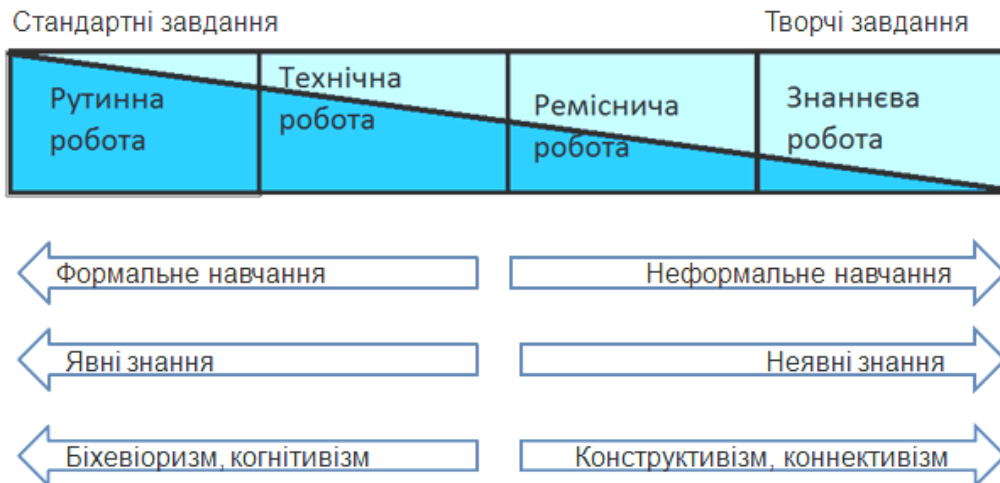 Стандартні завдання
Творчі завдання
Рутинна
робота
Технічна
робота
Реміснича
робота
Знаннєва
робота
Формальне навчання
Неформальне навчання
Явні знання
Неявні знання
Біхевіоризм, когнітивізм
Конструктивізм, коннективізм